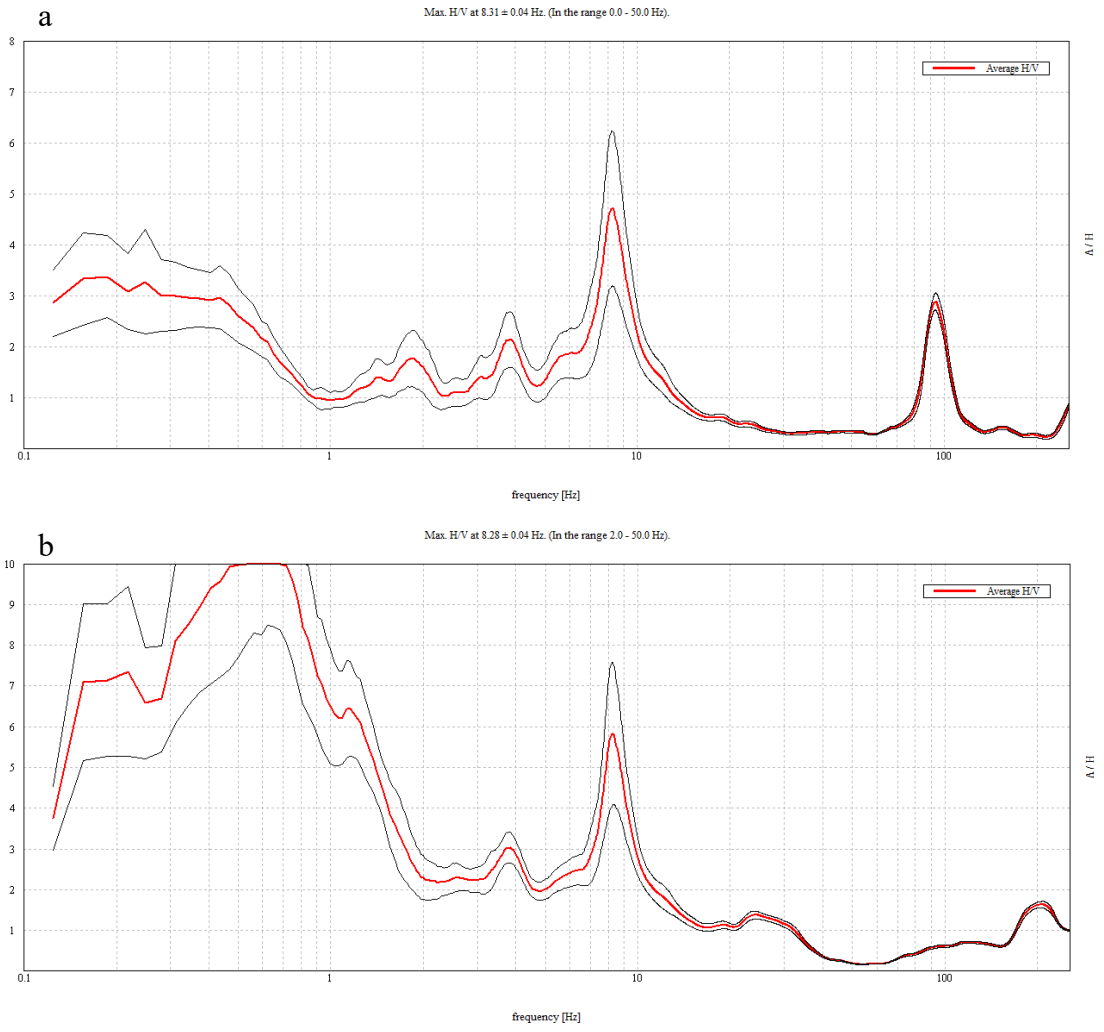 a
Max. H/V at 8.31 ± 0.04 Hz. (In the range 0.0 - 50.0 Hz).
8
7
6
5
4
3
2
1
Average H/V
H / V
0.1 1 10 100
frequency [Hz]
b
Max. H/V at 8.28 ± 0.04 Hz. (In the range 2.0 - 50.0 Hz).
10
9
8
7
6
5
4
3
2
1
Average H/V
H / V
0.1 1 10 100
frequency [Hz]